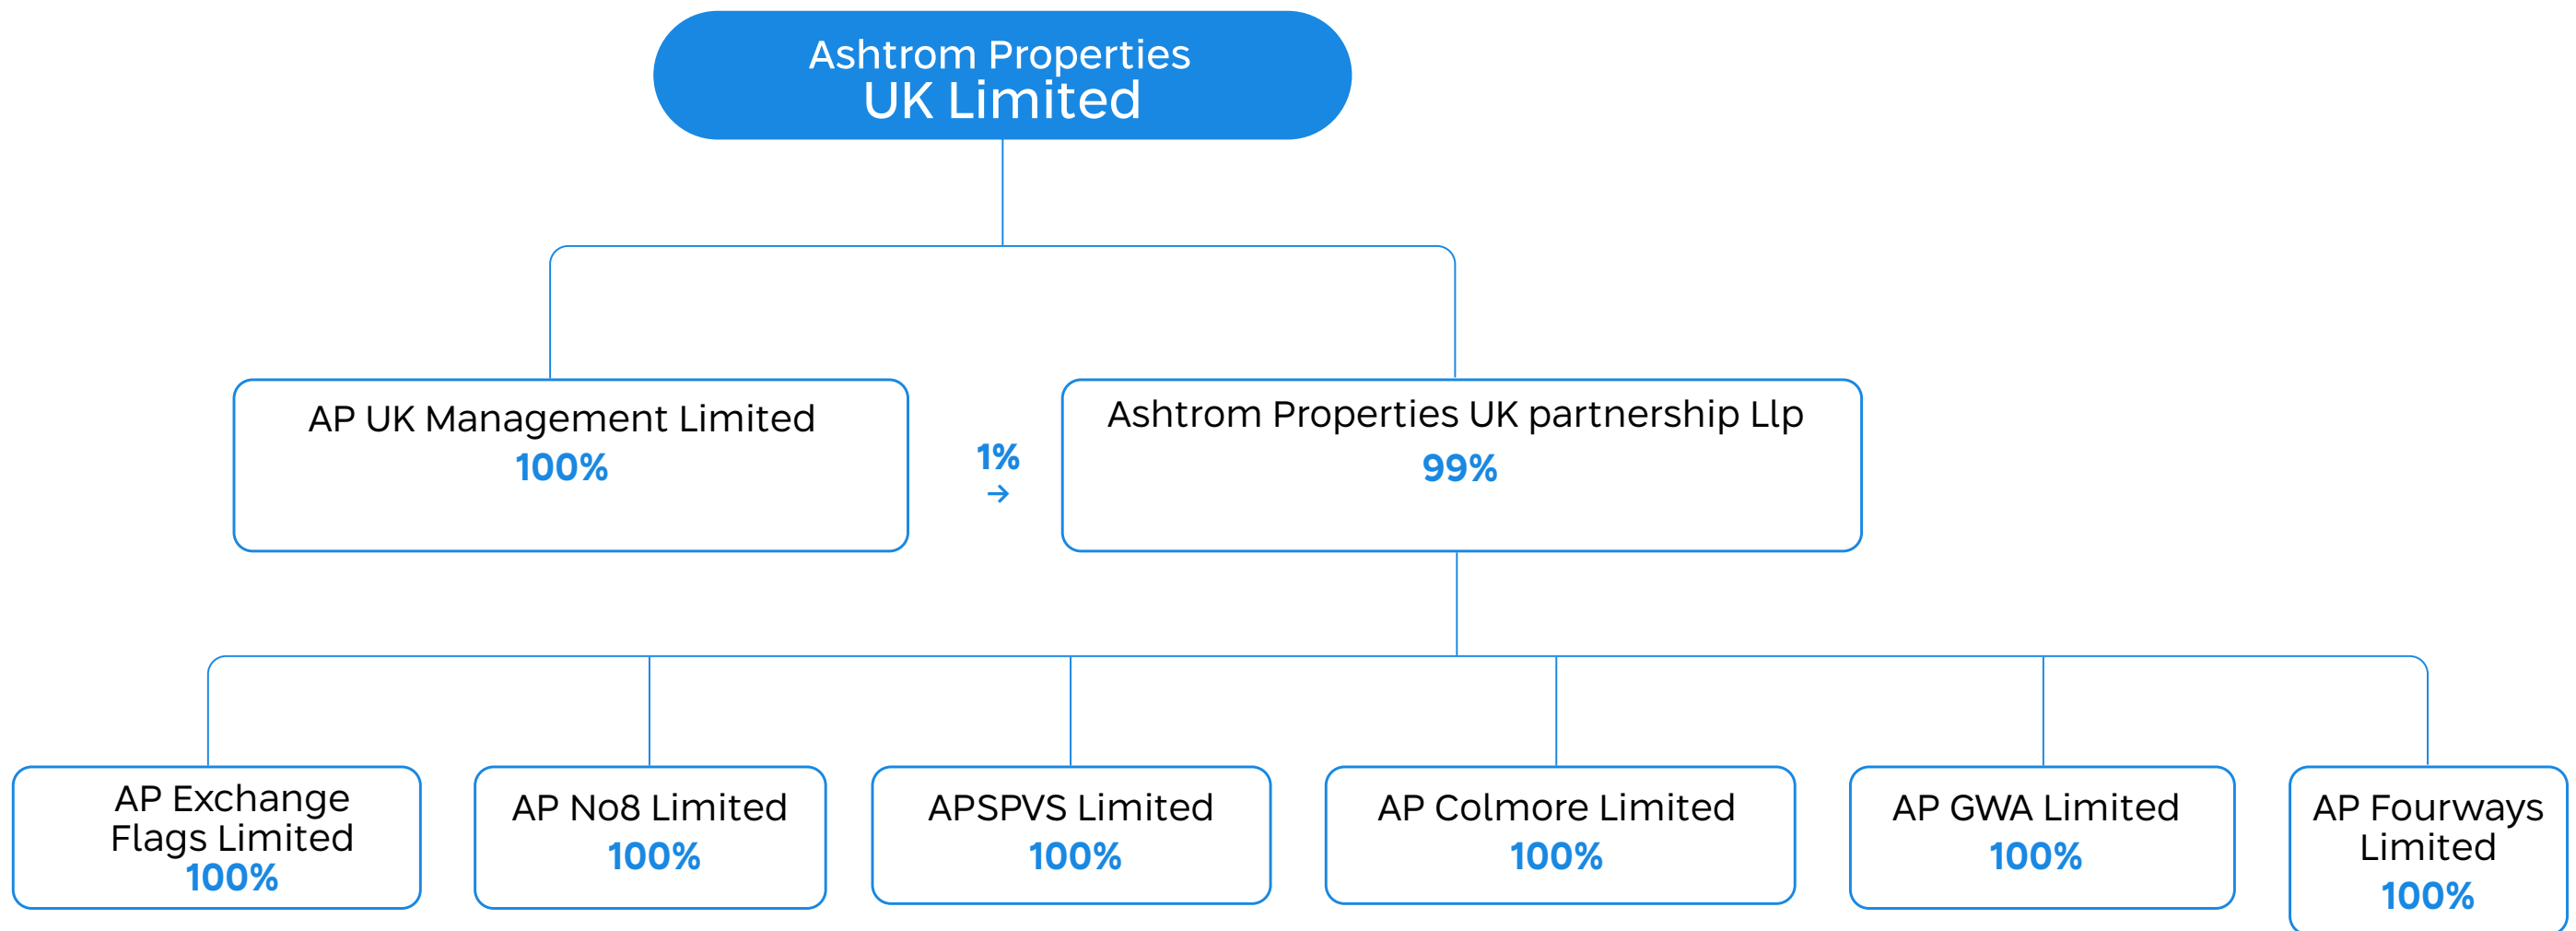 Ashtrom Properties
UK Limited
AP UK Management Limited
100%
1%
→
Ashtrom Properties UK partnership Llp
99%
AP Exchange
Flags Limited
100%
AP No8 Limited
100%
APSPVS Limited
100%
AP Colmore Limited
100%
AP GWA Limited
100%
AP Fourways
Limited
100%